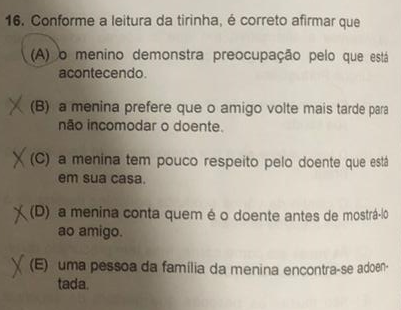 16. Conforme a leitura da tirinha, é correto afirmar que
(A) o menino demonstra preocupação pelo que está
acontecendo.
(B) a menina prefere que o amigo volte mais tarde para
não incomodar o doente.
(C) a menina tem pouco respeito pelo doente que está
em sua casa.
(D) a menina conta quem é o doente antes de mostrá-lo
ao amigo.
(E) uma pessoa da família da menina encontra-se adoen-
tada.